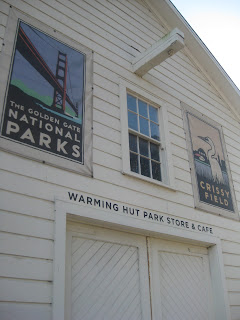 THE GOLDEN GATE
NATIONAL
PARKS
CRISSY
FIELD
WARMING HUT PARK STORE & CAFE